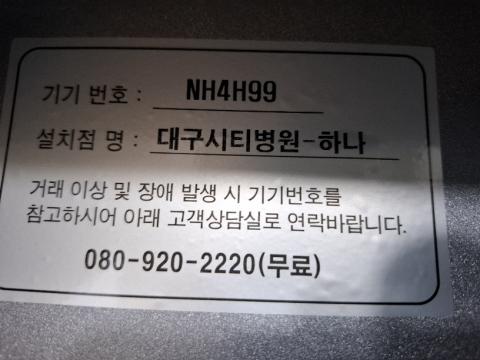 기기 번호 : NH4H99
설치점 명 : 대구시티병원-하나
거래 이상 및 장애 발생 시 기기번호를
참고하시어 아래 고객상담실로 연락바랍니다.
080-920-2220(무료)